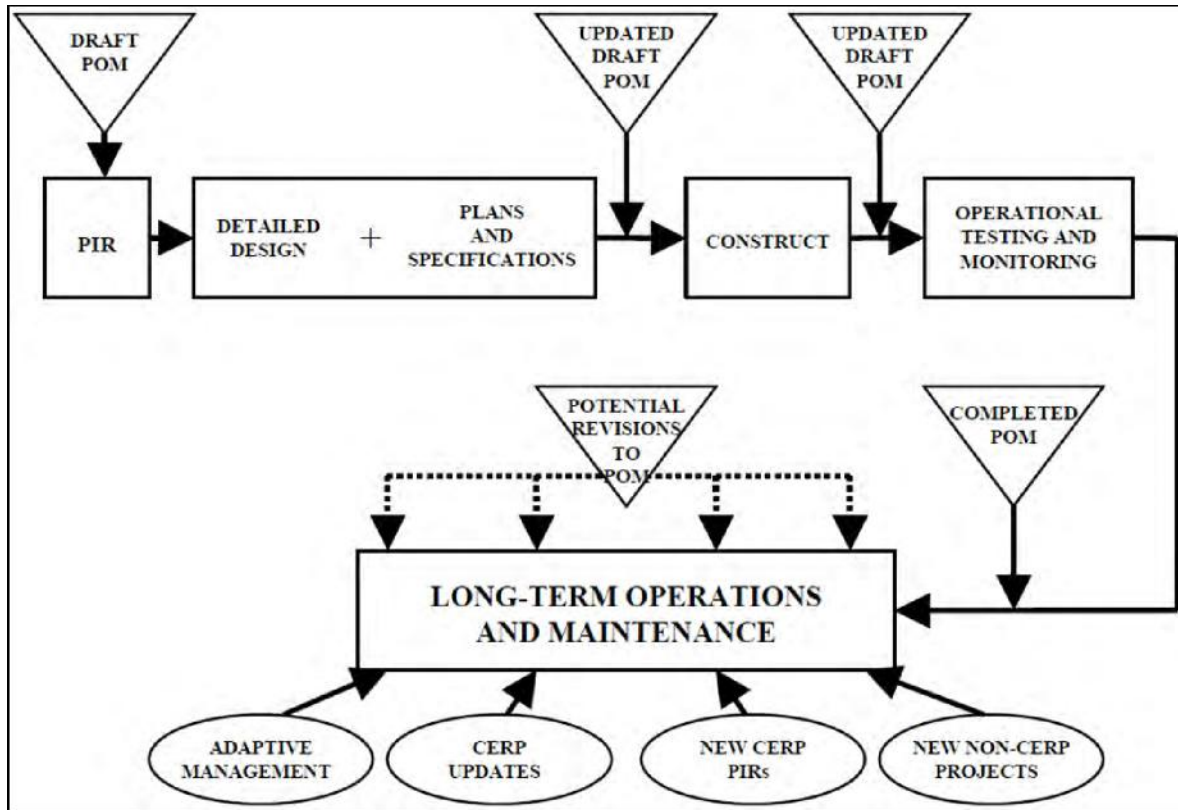 DRAFT
POM
UPDATED
DRAFT
POM
UPDATED
DRAFT
POM
PIR
DETAILED
DESIGN
+
PLANS
AND
SPECIFICATIONS
CONSTRUCT
OPERATIONAL
TESTING AND
MONITORING
POTENTIAL
REVISIONS
TO
POM
COMPLETED
POM
LONG-TERM OPERATIONS
AND MAINTENANCE
ADAPTIVE
MANAGEMENT
CERP
UPDATES
NEW CERP
PIRs
NEW NON-CERP
PROJECTS